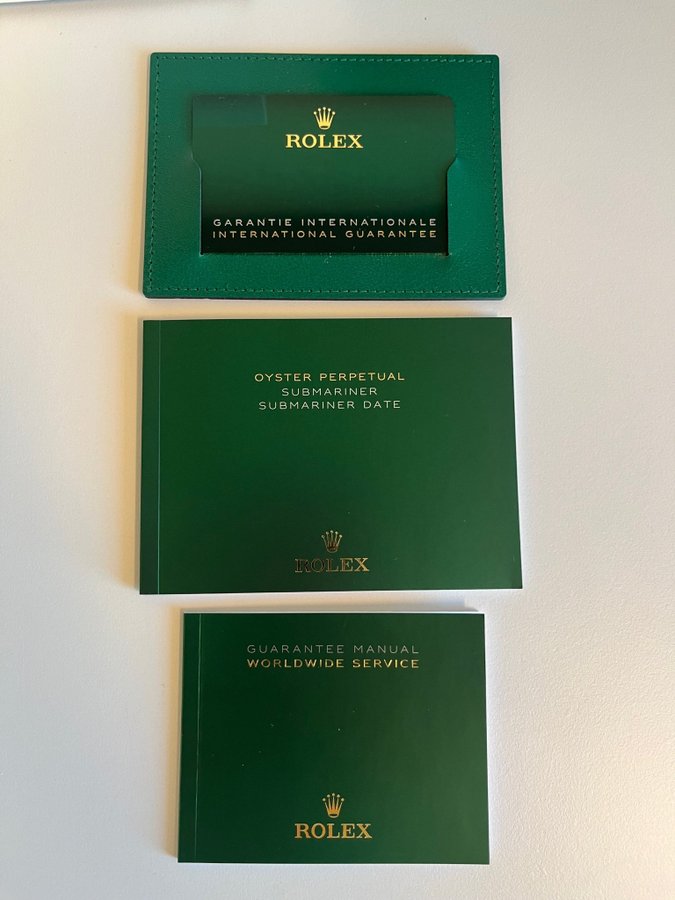 ROLEX
GARANTIE INTERNATIONALE
INTERNATIONAL GUARANTEE
OYSTER PERPETUAL
SUBMARINER
SUBMARINER DATE
ROLEX
GUARANTEE MANUAL
WORLDWIDE SERVICE
ROLEX